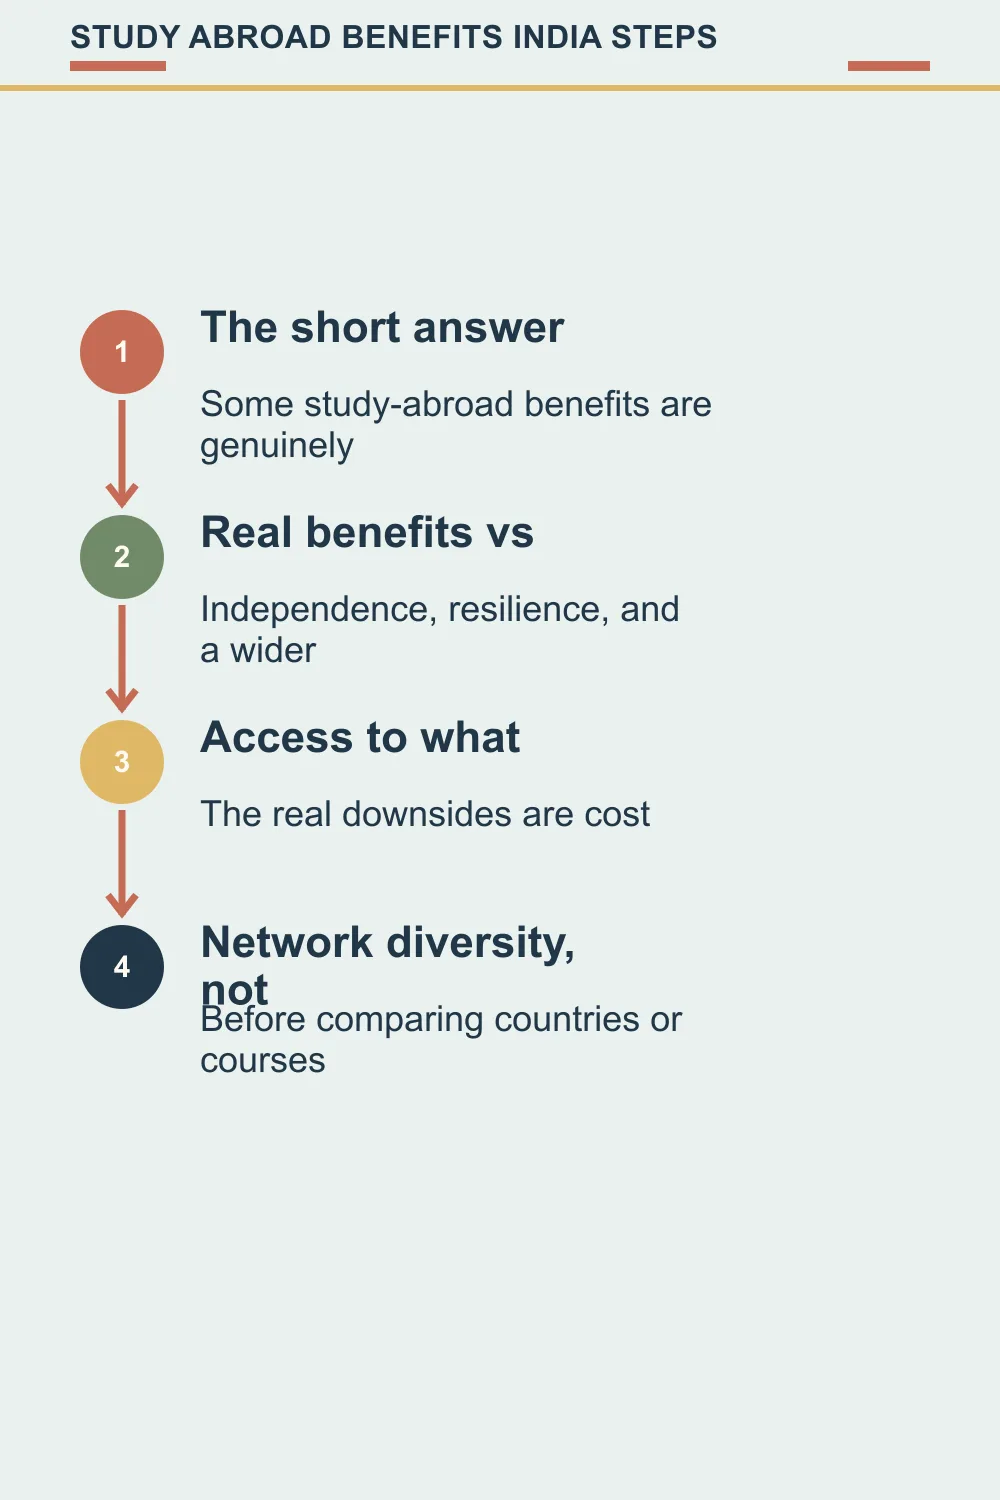 STUDY ABROAD BENEFITS INDIA STEPS
1
The short answer
Some study-abroad benefits are
genuinely
2
Real benefits vs
Independence, resilience, and
a wider
3
Access to what
The real downsides are cost
4
Network diversity,
not
Before comparing countries or
courses